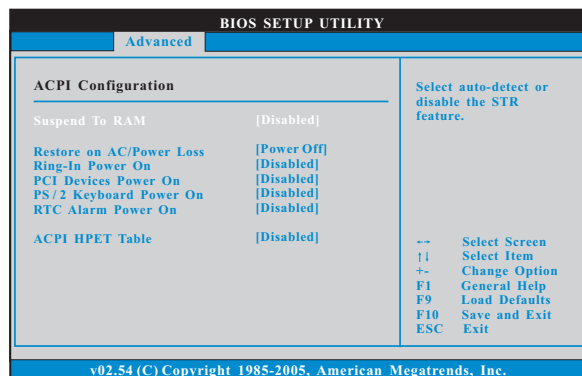 BIOS SETUP UTILITY
Advanced
ACPI Configuration
Suspend To RAM [Disabled]
Restore on AC/Power Loss [Power Off]
Ring-In Power On [Disabled]
PCI Devices Power On [Disabled]
PS / 2 Keyboard Power On [Disabled]
RTC Alarm Power On [Disabled]
ACPI HPET Table [Disabled]
Select auto-detect or
disable the STR
feature.
←→ Select Screen
↑↓ Select Item
+- Change Option
F1 General Help
F9 Load Defaults
F10 Save and Exit
ESC Exit
v02.54 (C) Copyright 1985-2005, American Megatrends, Inc.